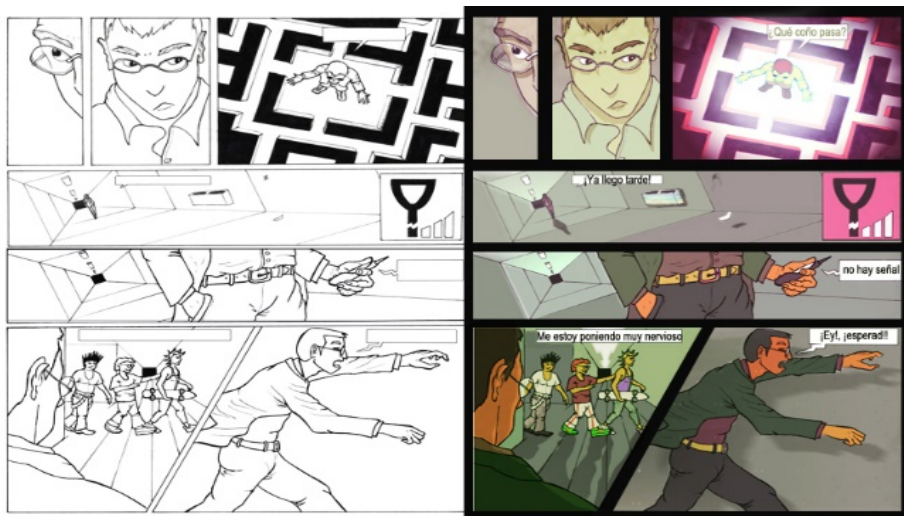 ¿Qué coño pasa?
¡Ya llego tarde!
no hay señal
Me estoy poniendo muy nervioso
¡Ey!, ¡esperad!!